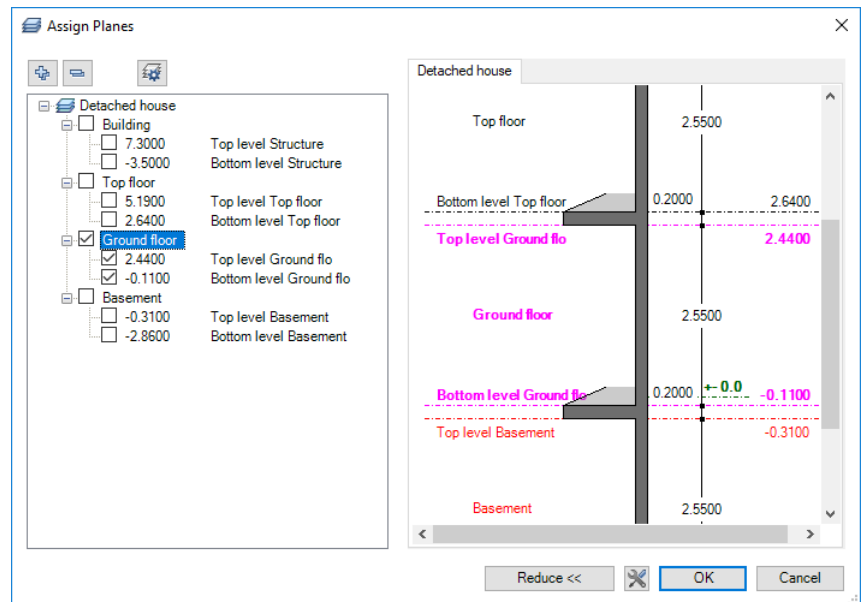 Assign Planes
Detached house
Building
7.3000 Top level Structure
-3.5000 Bottom level Structure
Top floor
5.1900 Top level Top floor
2.6400 Bottom level Top floor
Ground floor
2.4400 Top level Ground flo
-0.1100 Bottom level Ground flo
Basement
-0.3100 Top level Basement
-2.8600 Bottom level Basement
Detached house
Top floor 2.5500
Bottom level Top floor 0.2000 2.6400
Top level Ground flo 2.4400
Ground floor 2.5500
+-0.0
Bottom level Ground flo 0.2000 -0.1100
Top level Basement -0.3100
Basement 2.5500
Reduce << OK Cancel